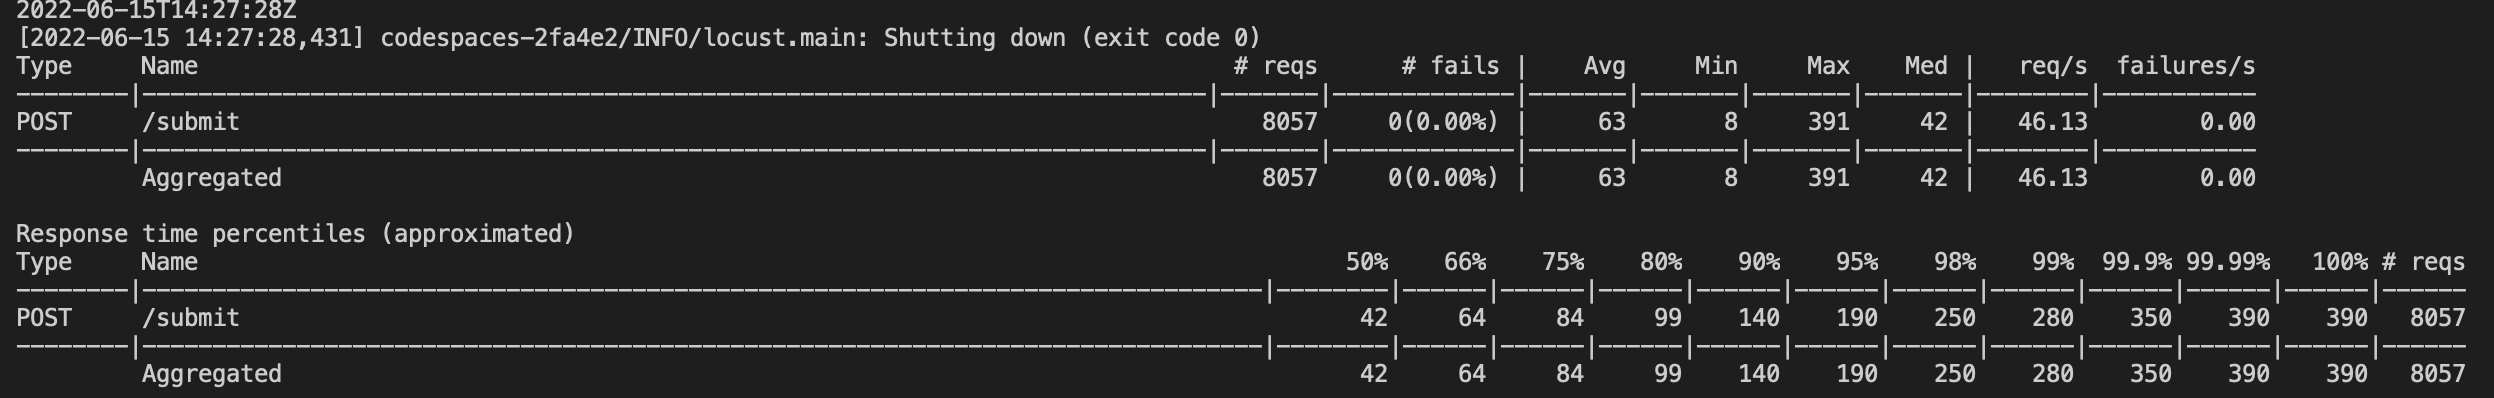 2022-06-15T14:27:28Z
[2022-06-15 14:27:28,431] codespaces-2fa4e2/INFO/locust.main: Shutting down (exit code 0)
Type     Name                                                                          # reqs      # fails |    Avg     Min     Max    Med |   req/s  failures/s
--------|----------------------------------------------------------------------------|-------|-------------|-------|-------|-------|-------|--------|-----------
POST     /submit                                                                         8057     0(0.00%) |     63       8     391     42 |   46.13        0.00
--------|----------------------------------------------------------------------------|-------|-------------|-------|-------|-------|-------|--------|-----------
         Aggregated                                                                      8057     0(0.00%) |     63       8     391     42 |   46.13        0.00
Response time percentiles (approximated)
Type     Name                                                                                  50%    66%    75%    80%    90%    95%    98%    99%  99.9% 99.99%   100% # reqs
--------|--------------------------------------------------------------------------------|--------|------|------|------|------|------|------|------|------|------|------|------
POST     /submit                                                                                42     64     84     99    140    190    250    280    350    390    390   8057
--------|--------------------------------------------------------------------------------|--------|------|------|------|------|------|------|------|------|------|------|------
         Aggregated                                                                             42     64     84     99    140    190    250    280    350    390    390   8057